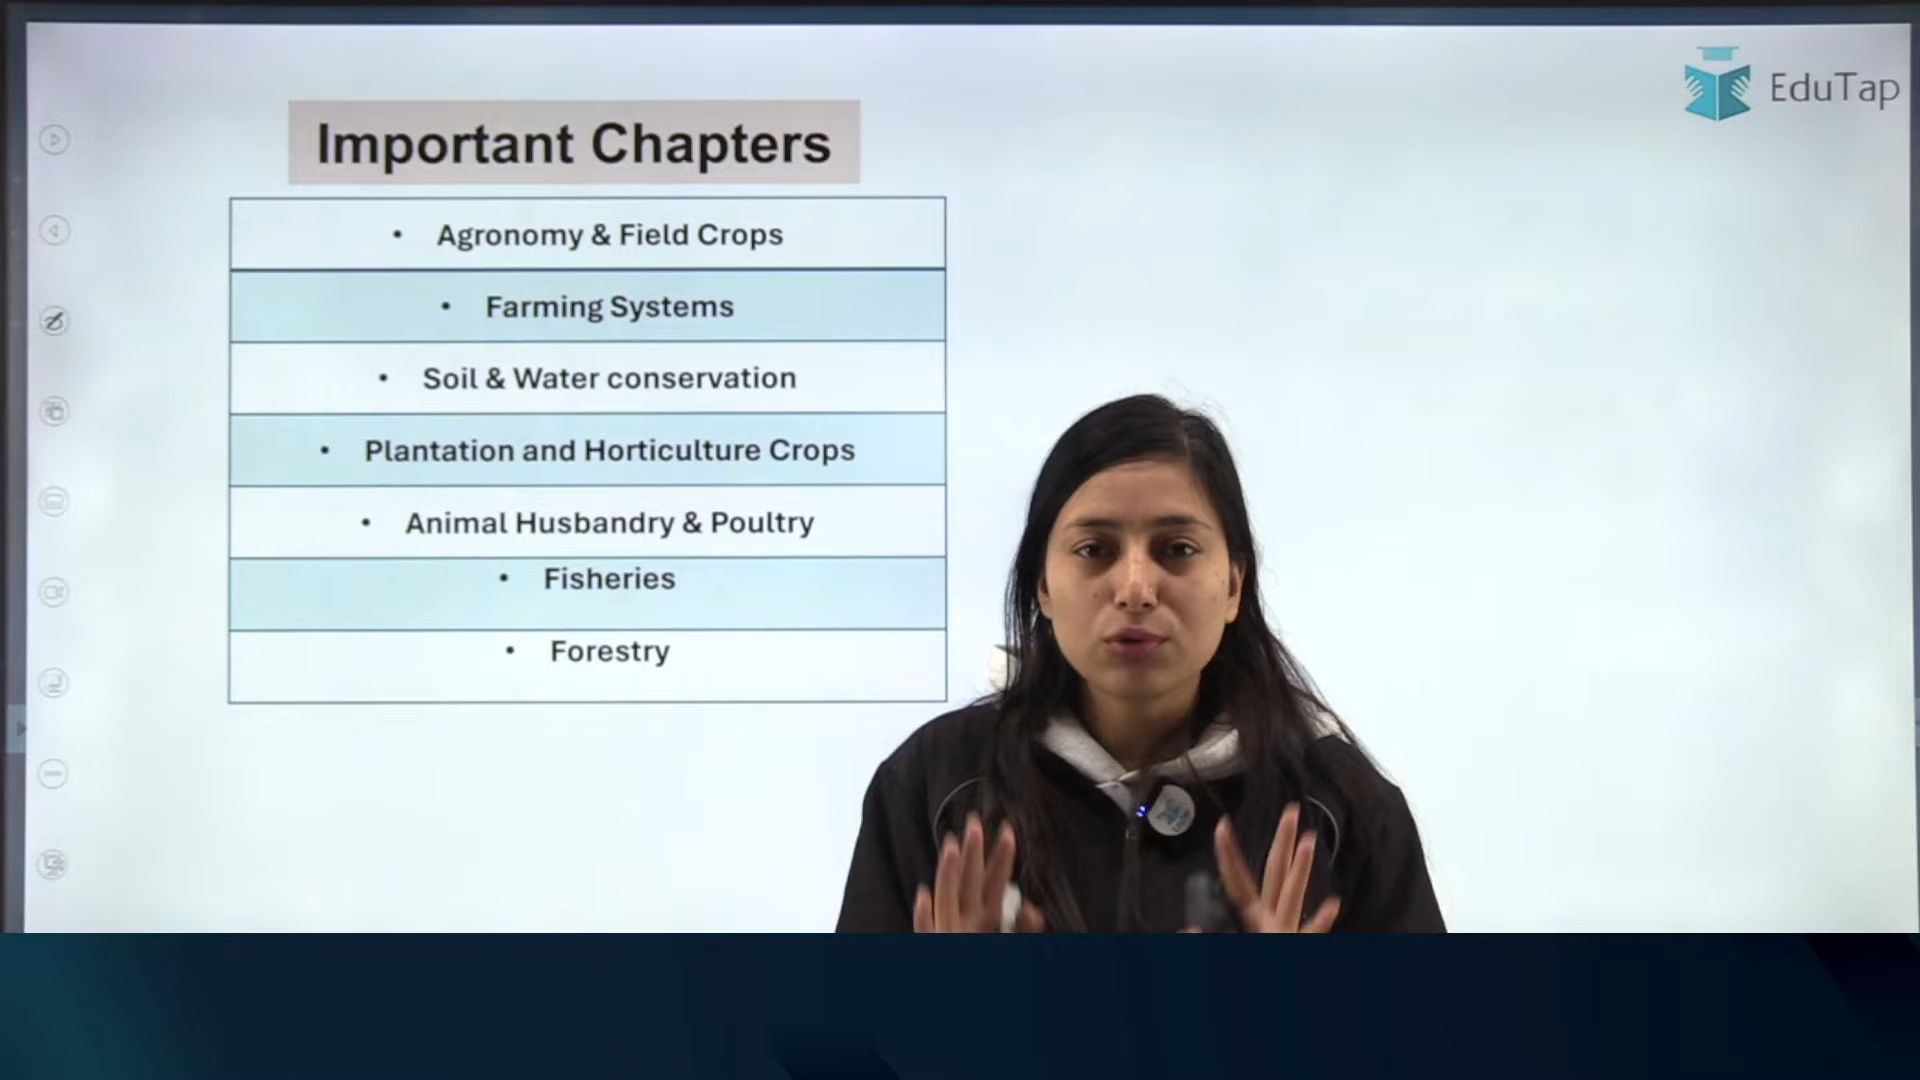 EduTap
Important Chapters
• Agronomy & Field Crops
• Farming Systems
• Soil & Water conservation
• Plantation and Horticulture Crops
• Animal Husbandry & Poultry
• Fisheries
• Forestry